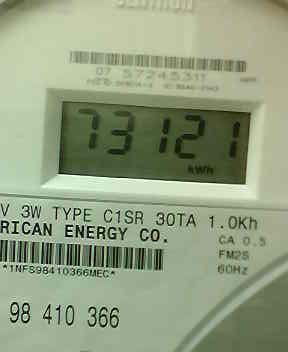 07 57245311
73121
kWh
V 3W TYPE C1SR 30TA 1.0Kh
RICAN ENERGY CO.
CA 0.5
FM2S
60Hz
*1NFS98410366MEC*
98 410 366